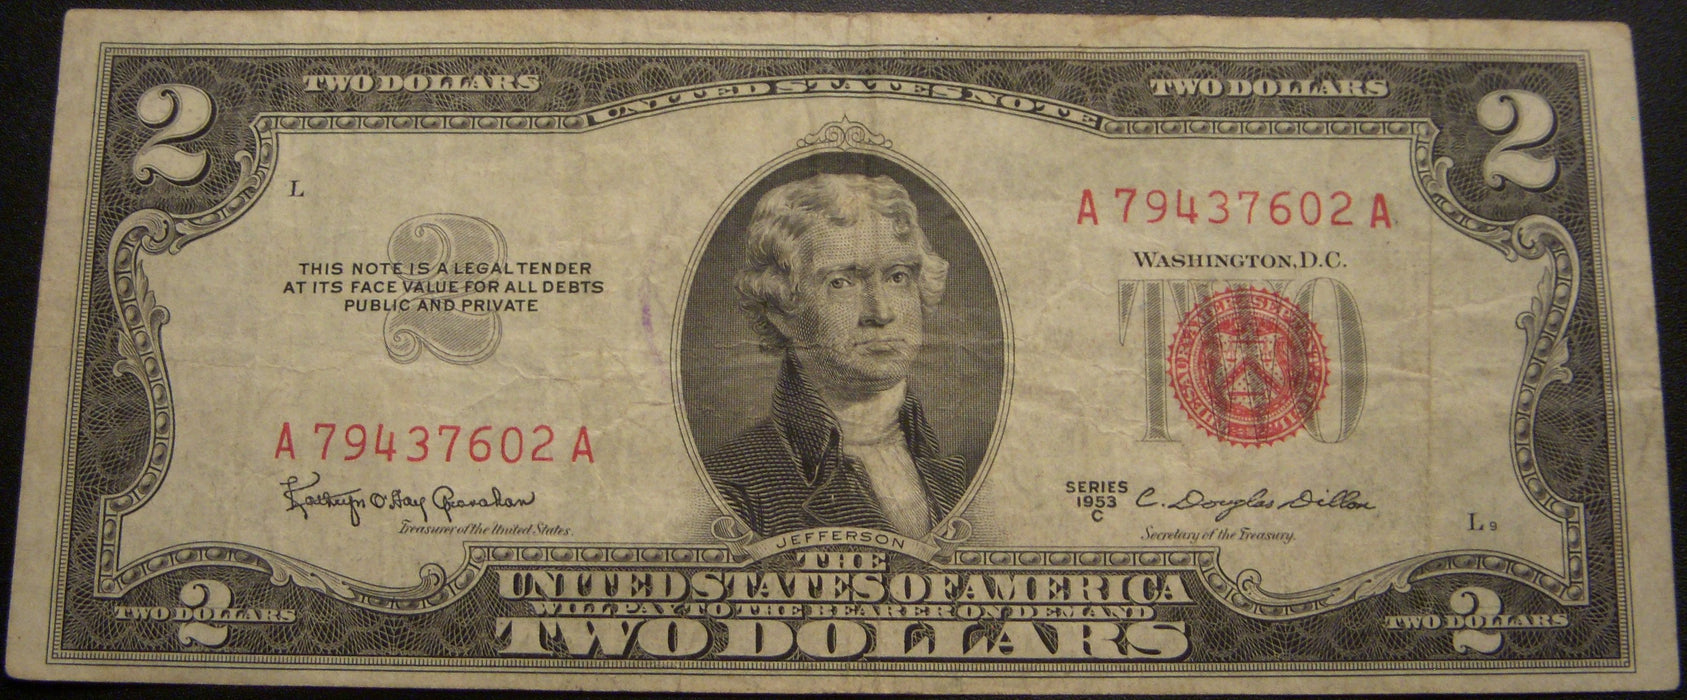 TWO DOLLARS
UNITED STATES NOTE
TWO DOLLARS
2
2
L
A 79437602 A
2
WASHINGTON, D.C.
THIS NOTE IS A LEGAL TENDER
AT ITS FACE VALUE FOR ALL DEBTS
PUBLIC AND PRIVATE
TWO
A 79437602 A
Kathryn O'Hay Granahan
Treasurer of the United States.
SERIES
1953
C
C. Douglas Dillon
Secretary of the Treasury.
L 9
JEFFERSON
THE
UNITED STATES OF AMERICA
WILL PAY TO THE BEARER ON DEMAND
TWO DOLLARS
TWO DOLLARS
2
TWO DOLLARS
2